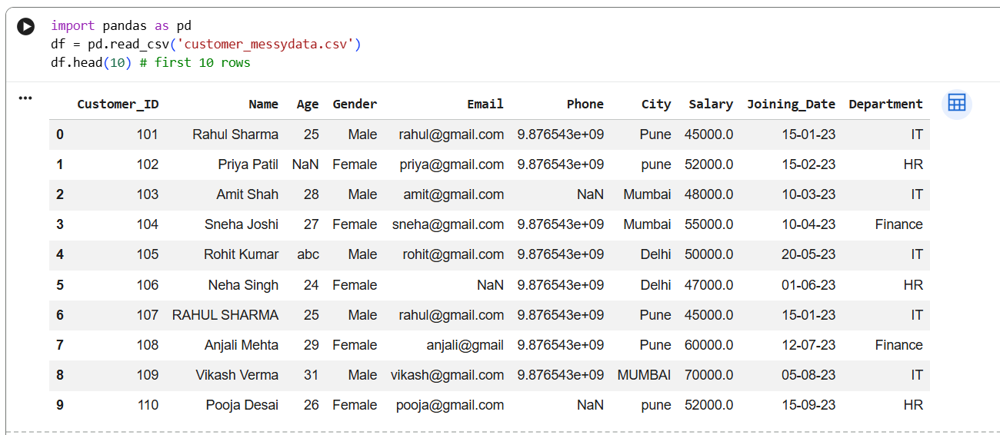 import pandas as pd
df = pd.read_csv('customer_messydata.csv')
df.head(10) # first 10 rows
Customer_ID Name Age Gender Email Phone City Salary Joining_Date Department
0 101 Rahul Sharma 25 Male rahul@gmail.com 9.876543e+09 Pune 45000.0 15-01-23 IT
1 102 Priya Patil NaN Female priya@gmail.com 9.876543e+09 pune 52000.0 15-02-23 HR
2 103 Amit Shah 28 Male amit@gmail.com NaN Mumbai 48000.0 10-03-23 IT
3 104 Sneha Joshi 27 Female sneha@gmail.com 9.876543e+09 Mumbai 55000.0 10-04-23 Finance
4 105 Rohit Kumar abc Male rohit@gmail.com 9.876543e+09 Delhi 50000.0 20-05-23 IT
5 106 Neha Singh 24 Female NaN 9.876543e+09 Delhi 47000.0 01-06-23 HR
6 107 RAHUL SHARMA 25 Male rahul@gmail.com 9.876543e+09 Pune 45000.0 15-01-23 IT
7 108 Anjali Mehta 29 Female anjali@gmail 9.876543e+09 Pune 60000.0 12-07-23 Finance
8 109 Vikash Verma 31 Male vikash@gmail.com 9.876543e+09 MUMBAI 70000.0 05-08-23 IT
9 110 Pooja Desai 26 Female pooja@gmail.com NaN pune 52000.0 15-09-23 HR